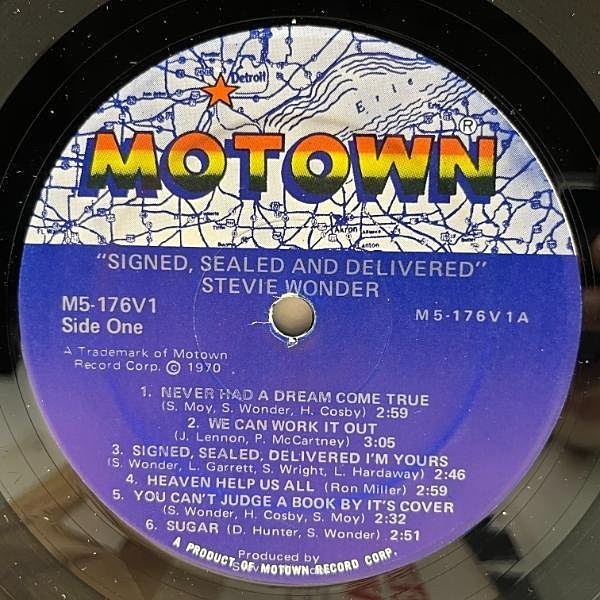 Detroit
Erie
MOTOWN®
Akron
"SIGNED, SEALED AND DELIVERED"
STEVIE WONDER
M5-176V1
M5-176V1A
Side One
A Trademark of Motown
Record Corp. © 1970
1. NEVER HAD A DREAM COME TRUE
(S. Moy, S. Wonder, H. Cosby) 2:59
2. WE CAN WORK IT OUT
(J. Lennon, P. McCartney) 3:05
3. SIGNED, SEALED, DELIVERED I'M YOURS
(S. Wonder, L. Garrett, S. Wright, L. Hardaway) 2:46
4. HEAVEN HELP US ALL (Ron Miller) 2:59
5. YOU CAN'T JUDGE A BOOK BY IT'S COVER
(S. Wonder, H. Cosby, S. Moy) 2:32
6. SUGAR (D. Hunter, S. Wonder) 2:51
Produced by
A PRODUCT OF MOTOWN RECORD CORP.